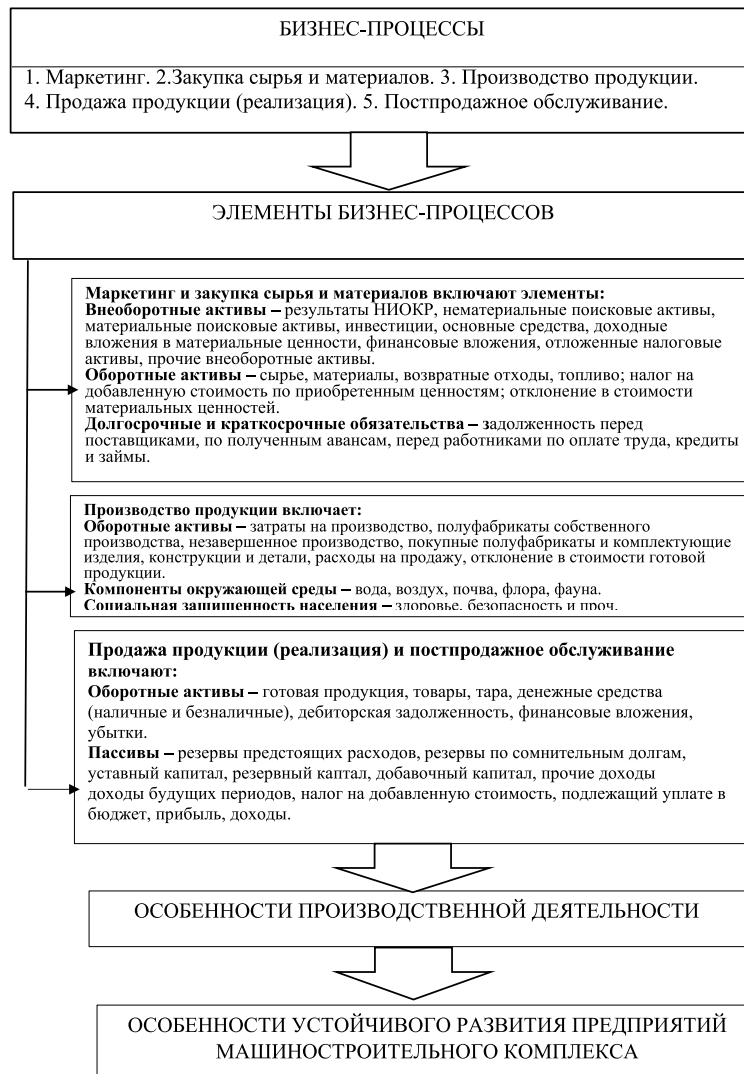 БИЗНЕС-ПРОЦЕССЫ
1. Маркетинг. 2.Закупка сырья и материалов. 3. Производство продукции.
4. Продажа продукции (реализация). 5. Постпродажное обслуживание.
ЭЛЕМЕНТЫ БИЗНЕС-ПРОЦЕССОВ
Маркетинг и закупка сырья и материалов включают элементы:
Внеоборотные активы – результаты НИОКР, нематериальные поисковые активы,
материальные поисковые активы, инвестиции, основные средства, доходные
вложения в материальные ценности, финансовые вложения, отложенные налоговые
активы, прочие внеоборотные активы.
Оборотные активы – сырье, материалы, возвратные отходы, топливо; налог на
добавленную стоимость по приобретенным ценностям; отклонение в стоимости
материальных ценностей.
Долгосрочные и краткосрочные обязательства – задолженность перед
поставщиками, по полученным авансам, перед работниками по оплате труда, кредиты
и займы.
Производство продукции включает:
Оборотные активы – затраты на производство, полуфабрикаты собственного
производства, незавершенное производство, покупные полуфабрикаты и комплектующие
изделия, конструкции и детали, расходы на продажу, отклонение в стоимости готовой
продукции.
Компоненты окружающей среды – вода, воздух, почва, флора, фауна.
Социальная защищенность населения – здоровье, безопасность и проч.
Продажа продукции (реализация) и постпродажное обслуживание
включают:
Оборотные активы – готовая продукция, товары, тара, денежные средства
(наличные и безналичные), дебиторская задолженность, финансовые вложения,
убытки.
Пассивы – резервы предстоящих расходов, резервы по сомнительным долгам,
уставный капитал, резервный каптал, добавочный капитал, прочие доходы
доходы будущих периодов, налог на добавленную стоимость, подлежащий уплате в
бюджет, прибыль, доходы.
ОСОБЕННОСТИ ПРОИЗВОДСТВЕННОЙ ДЕЯТЕЛЬНОСТИ
ОСОБЕННОСТИ УСТОЙЧИВОГО РАЗВИТИЯ ПРЕДПРИЯТИЙ
МАШИНОСТРОИТЕЛЬНОГО КОМПЛЕКСА